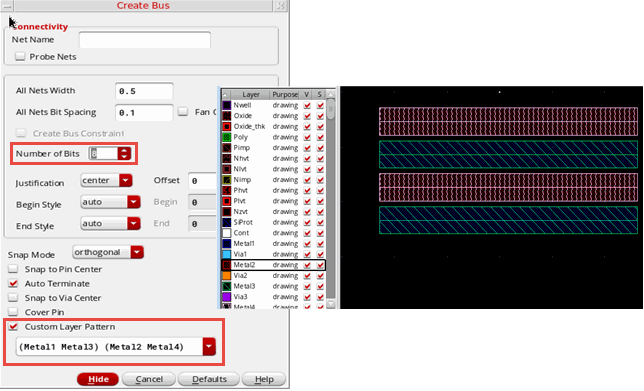 Create Bus
Connectivity
Net Name
Probe Nets
All Nets Width 0.5
All Nets Bit Spacing 0.1 Fan
Create Bus Constraint
Number of Bits
Justification center Offset 0
Begin Style auto Begin 0
End Style auto End 0
Snap Mode orthogonal
Snap to Pin Center
Auto Terminate
Snap to Via Center
Cover Pin
Custom Layer Pattern
(Metal1 Metal3) (Metal2 Metal4)
Hide Cancel Defaults Help
Layer Purpose V S
Nwell drawing
Oxide drawing
Oxide_thk drawing
Poly drawing
Pimp drawing
Nhvt drawing
Nlvt drawing
Nimp drawing
Phvt drawing
Plvt drawing
Nzvt drawing
SiProt drawing
Cont drawing
Metal1 drawing
Via1 drawing
Metal2 drawing
Via2 drawing
Metal3 drawing
Via3 drawing
Metal4 drawing